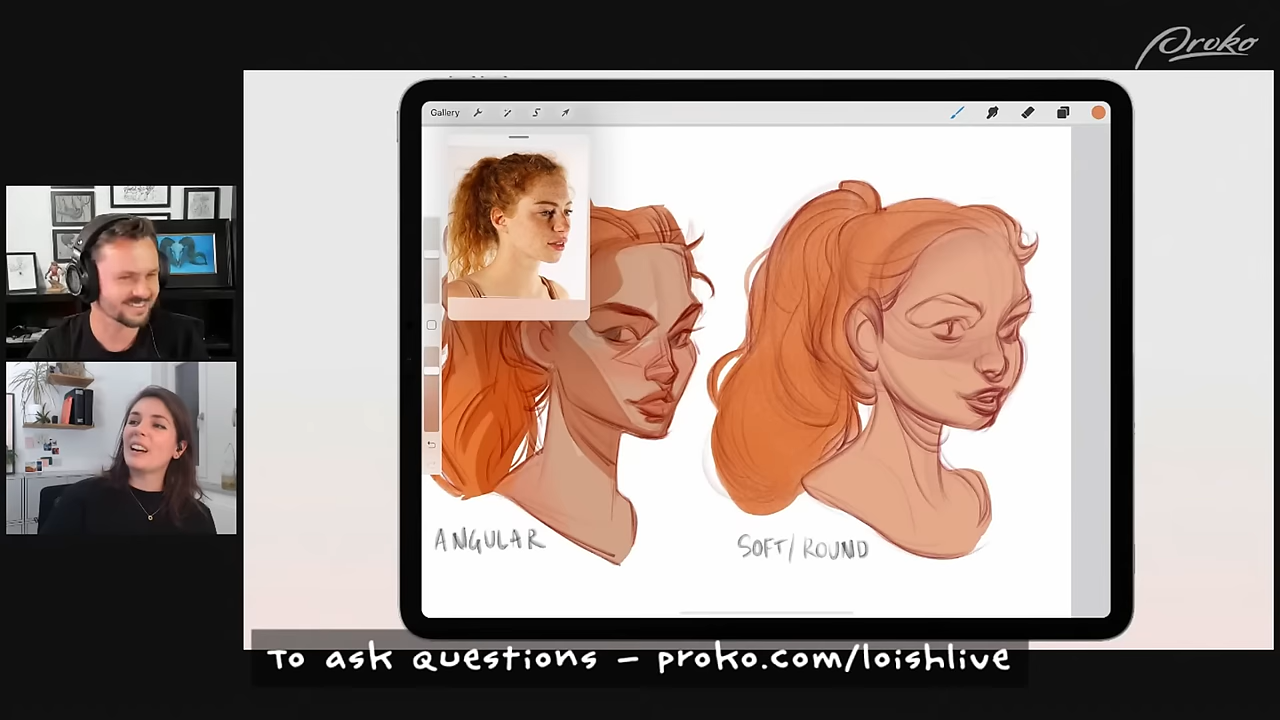 Proko
Gallery
ANGULAR
SOFT/ROUND
To ask questions – proko.com/loishlive